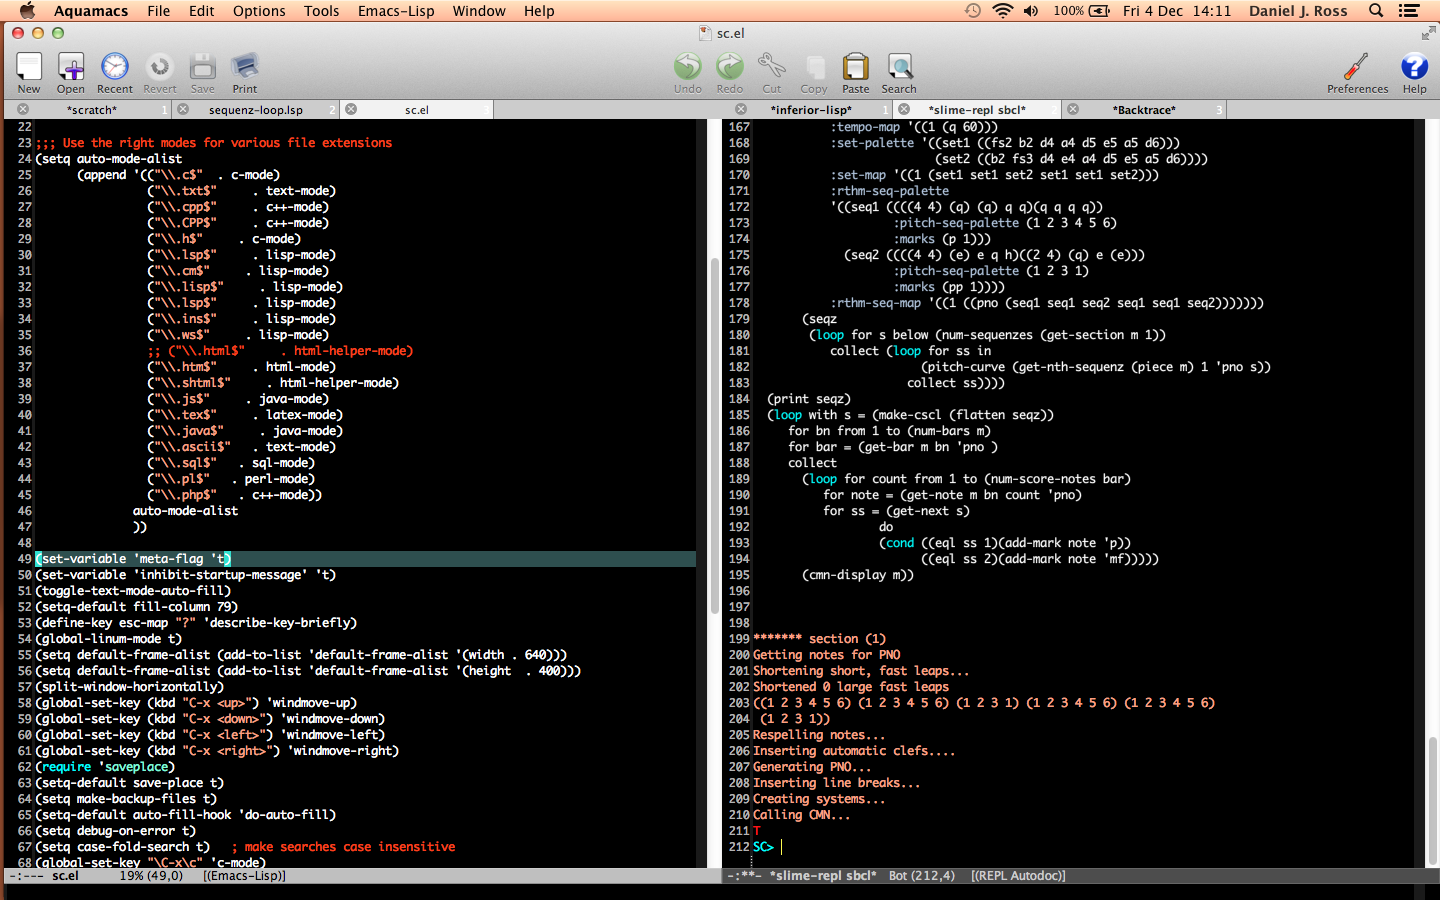 Aquamacs File Edit Options Tools Emacs-Lisp Window Help 100% Fri 4 Dec 14:11 Daniel J. Ross
sc.el
New Open Recent Revert Save Print Undo Redo Cut Copy Paste Search Preferences Help
*scratch* 1 sequenz-loop.lsp 2 sc.el 3
22
23 ;;; Use the right modes for various file extensions
24 (setq auto-mode-alist
25 (append '(("\\.c$" . c-mode)
26 ("\\.txt$" . text-mode)
27 ("\\.cpp$" . c++-mode)
28 ("\\.CPP$" . c++-mode)
29 ("\\.h$" . c-mode)
30 ("\\.lsp$" . lisp-mode)
31 ("\\.cm$" . lisp-mode)
32 ("\\.lisp$" . lisp-mode)
33 ("\\.lsp$" . lisp-mode)
34 ("\\.ins$" . lisp-mode)
35 ("\\.ws$" . lisp-mode)
36 ;; ("\\.html$" . html-helper-mode)
37 ("\\.htm$" . html-mode)
38 ("\\.shtml$" . html-helper-mode)
39 ("\\.js$" . java-mode)
40 ("\\.tex$" . latex-mode)
41 ("\\.java$" . java-mode)
42 ("\\.ascii$" . text-mode)
43 ("\\.sql$" . sql-mode)
44 ("\\.pl$" . perl-mode)
45 ("\\.php$" . c++-mode))
46 auto-mode-alist
47 ))
48
49 (set-variable 'meta-flag 't)
50 (set-variable 'inhibit-startup-message' 't)
51 (toggle-text-mode-auto-fill)
52 (setq-default fill-column 79)
53 (define-key esc-map "?" 'describe-key-briefly)
54 (global-linum-mode t)
55 (setq default-frame-alist (add-to-list 'default-frame-alist '(width . 640)))
56 (setq default-frame-alist (add-to-list 'default-frame-alist '(height . 400)))
57 (split-window-horizontally)
58 (global-set-key (kbd "C-x <up>") 'windmove-up)
59 (global-set-key (kbd "C-x <down>") 'windmove-down)
60 (global-set-key (kbd "C-x <left>") 'windmove-left)
61 (global-set-key (kbd "C-x <right>") 'windmove-right)
62 (require 'saveplace)
63 (setq-default save-place t)
64 (setq make-backup-files t)
65 (setq-default auto-fill-hook 'do-auto-fill)
66 (setq debug-on-error t)
67 (setq case-fold-search t) ; make searches case insensitive
68 (global-set-key "\C-x\c" 'c-mode)
-:--- sc.el 19% (49,0) [(Emacs-Lisp)]
*inferior-lisp* 1 *slime-repl sbcl* 2 *Backtrace* 3
167 :tempo-map '((1 (q 60)))
168 :set-palette '((set1 ((fs2 b2 d4 a4 d5 e5 a5 d6)))
169 (set2 ((b2 fs3 d4 e4 a4 d5 e5 a5 d6))))
170 :set-map '((1 (set1 set1 set2 set1 set1 set2)))
171 :rthm-seq-palette
172 '((seq1 ((((4 4) (q) (q) q q)(q q q q))
173 :pitch-seq-palette (1 2 3 4 5 6)
174 :marks (p 1)))
175 (seq2 ((((4 4) (e) e q h)((2 4) (q) e (e)))
176 :pitch-seq-palette (1 2 3 1)
177 :marks (pp 1))))
178 :rthm-seq-map '((1 ((pno (seq1 seq1 seq2 seq1 seq1 seq2)))))))
179 (seqz
180 (loop for s below (num-sequenzes (get-section m 1))
181 collect (loop for ss in
182 (pitch-curve (get-nth-sequenz (piece m) 1 'pno s))
183 collect ss))))
184 (print seqz)
185 (loop with s = (make-cscl (flatten seqz))
186 for bn from 1 to (num-bars m)
187 for bar = (get-bar m bn 'pno )
188 collect
189 (loop for count from 1 to (num-score-notes bar)
190 for note = (get-note m bn count 'pno)
191 for ss = (get-next s)
192 do
193 (cond ((eql ss 1)(add-mark note 'p))
194 ((eql ss 2)(add-mark note 'mf)))))
195 (cmn-display m))
196
197
198
199 ******* section (1)
200 Getting notes for PNO
201 Shortening short, fast leaps...
202 Shortened 0 large fast leaps
203 ((1 2 3 4 5 6) (1 2 3 4 5 6) (1 2 3 1) (1 2 3 4 5 6) (1 2 3 4 5 6)
204 (1 2 3 1))
205 Respelling notes...
206 Inserting automatic clefs....
207 Generating PNO...
208 Inserting line breaks...
209 Creating systems...
210 Calling CMN...
211 T
212 SC>
-:**- *slime-repl sbcl* Bot (212,4) [(REPL Autodoc)]